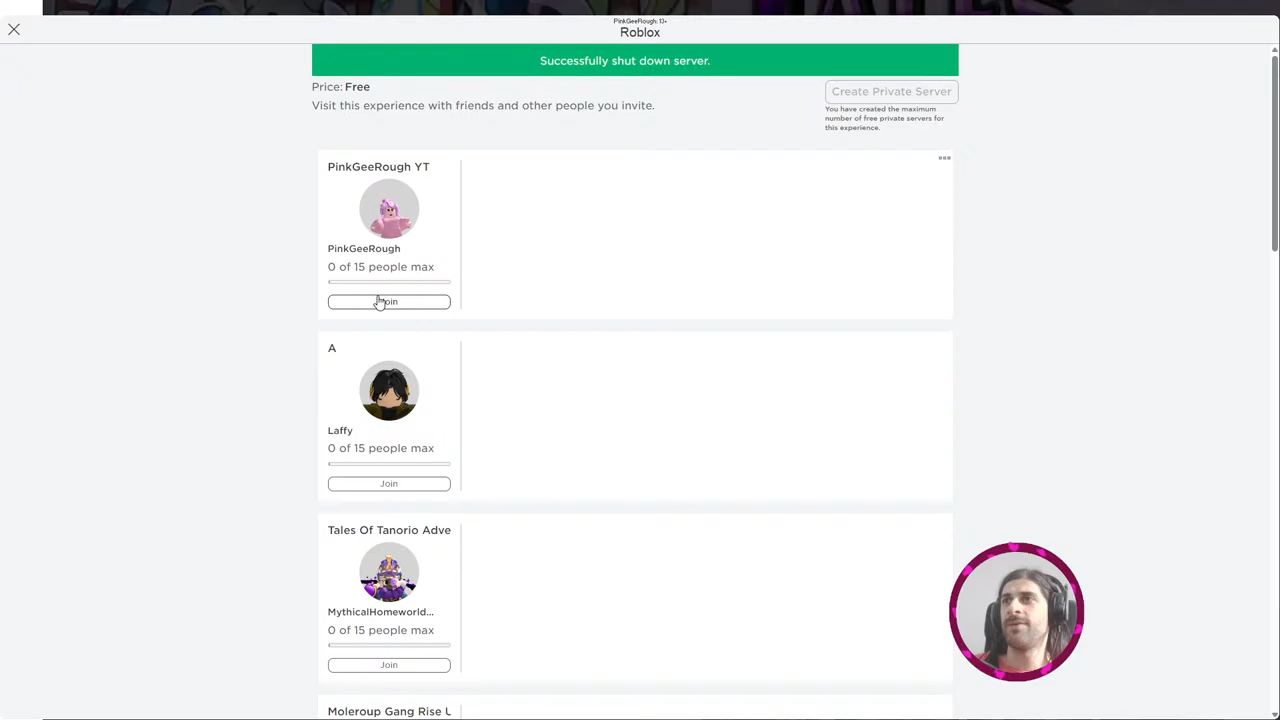 PinkGeeRough: 13+
Roblox
Successfully shut down server.
Price: Free
Create Private Server
Visit this experience with friends and other people you invite.
You have created the maximum
number of free private servers for
this experience.
PinkGeeRough YT
PinkGeeRough
0 of 15 people max
Join
A
Laffy
0 of 15 people max
Join
Tales Of Tanorio Adve
MythicalHomeworld...
0 of 15 people max
Join
Moleroup Gang Rise U